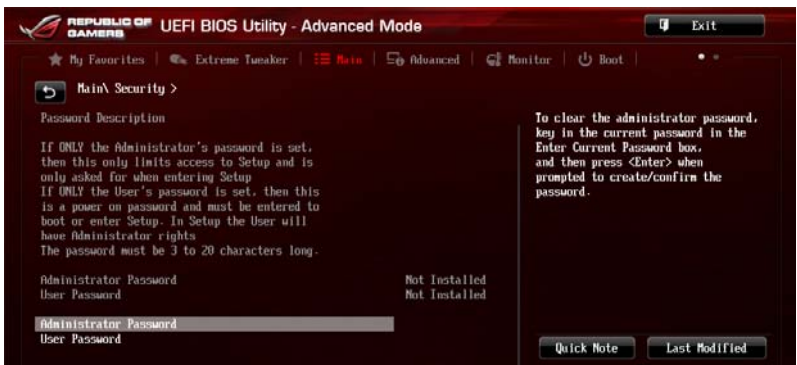 REPUBLIC OF GAMERS UEFI BIOS Utility - Advanced Mode Exit
My Favorites Extreme Tweaker Main Advanced Monitor Boot
Main\ Security >
Password Description
If ONLY the Administrator's password is set,
then this only limits access to Setup and is
only asked for when entering Setup
If ONLY the User's password is set, then this
is a power on password and must be entered to
boot or enter Setup. In Setup the User will
have Administrator rights
The password must be 3 to 20 characters long.
Administrator Password Not Installed
User Password Not Installed
Administrator Password
User Password
To clear the administrator password,
key in the current password in the
Enter Current Password box,
and then press <Enter> when
prompted to create/confirm the
password.
Quick Note Last Modified